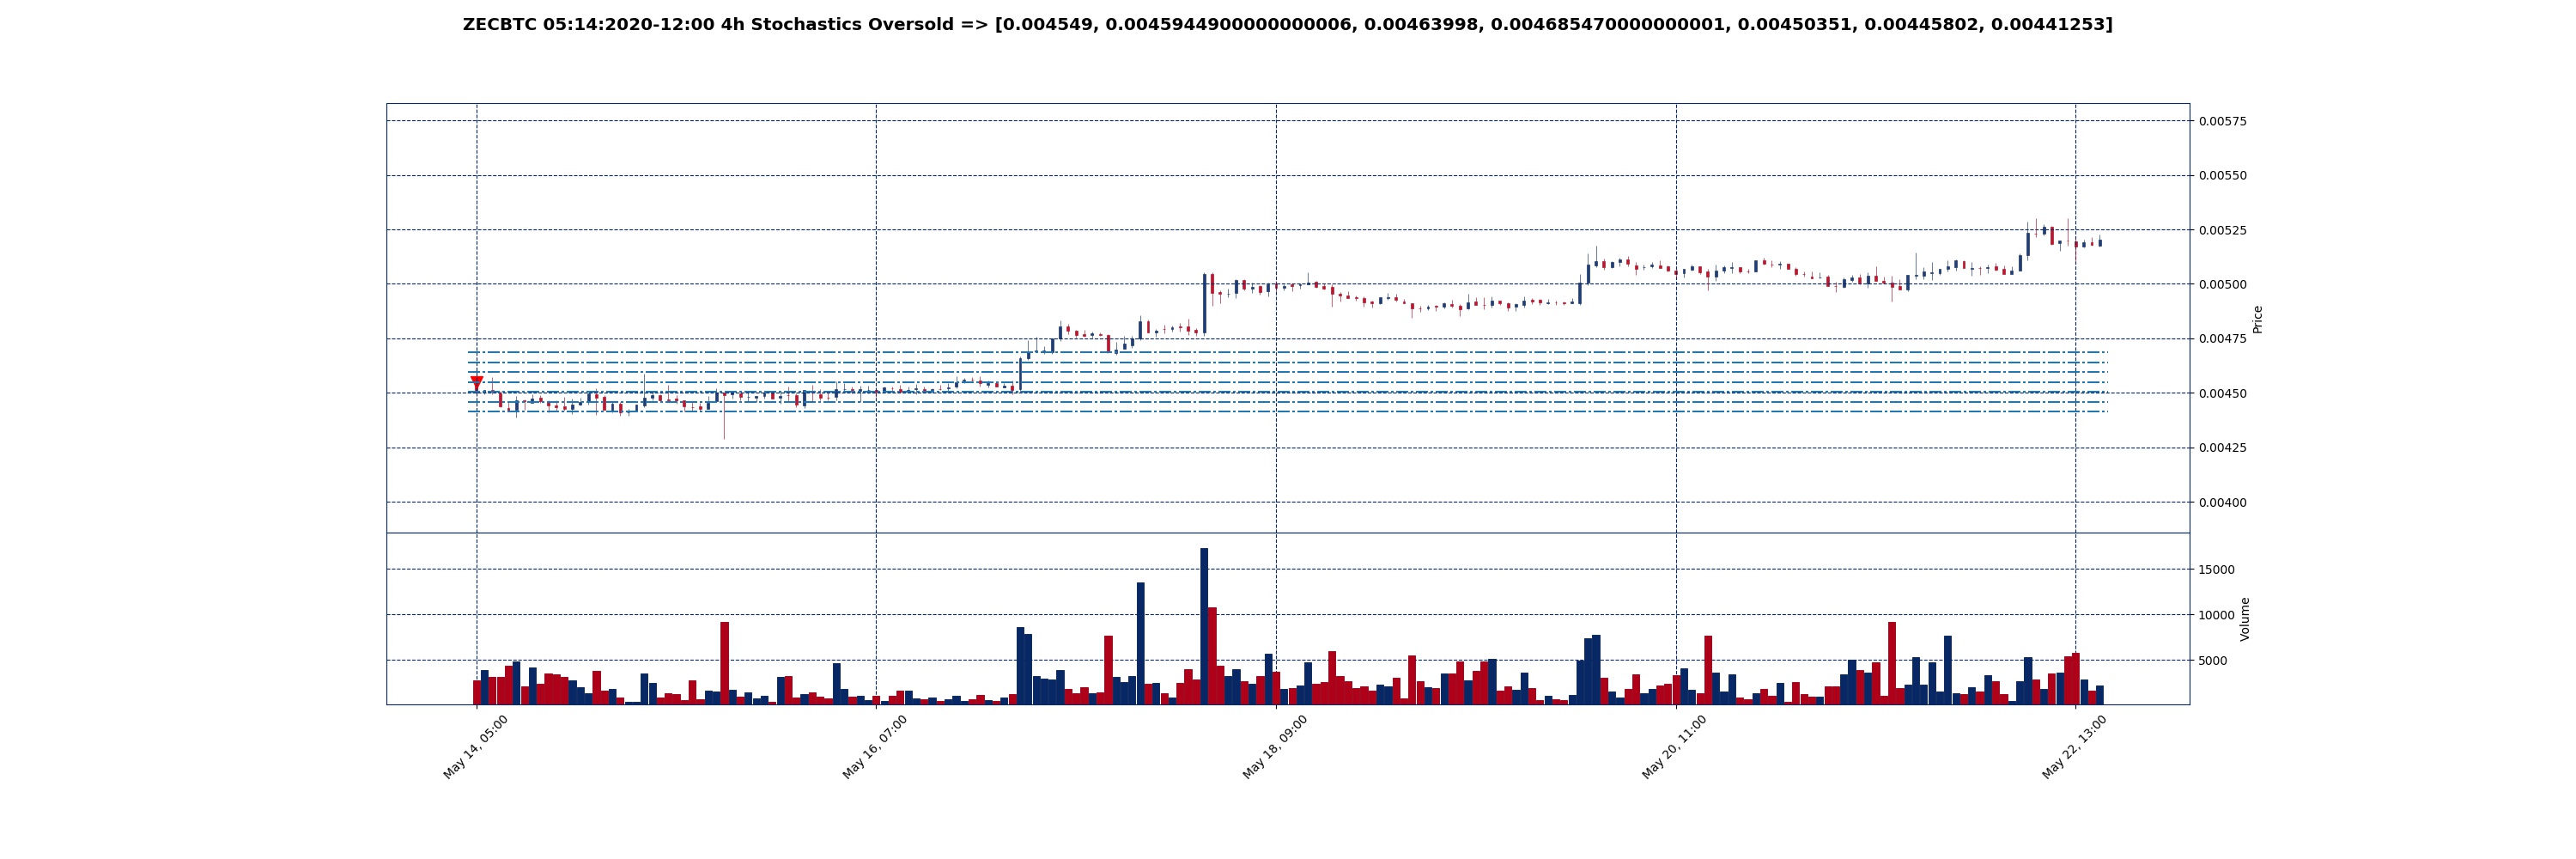 ZECBTC 05:14:2020-12:00 4h Stochastics Oversold => [0.004549, 0.0045944900000000006, 0.00463998, 0.004685470000000001, 0.00450351, 0.00445802, 0.00441253]
0.00575
0.00550
0.00525
0.00500
0.00475
0.00450
0.00425
0.00400
Price
15000
10000
5000
Volume
May 14, 05:00
May 16, 07:00
May 18, 09:00
May 20, 11:00
May 22, 13:00